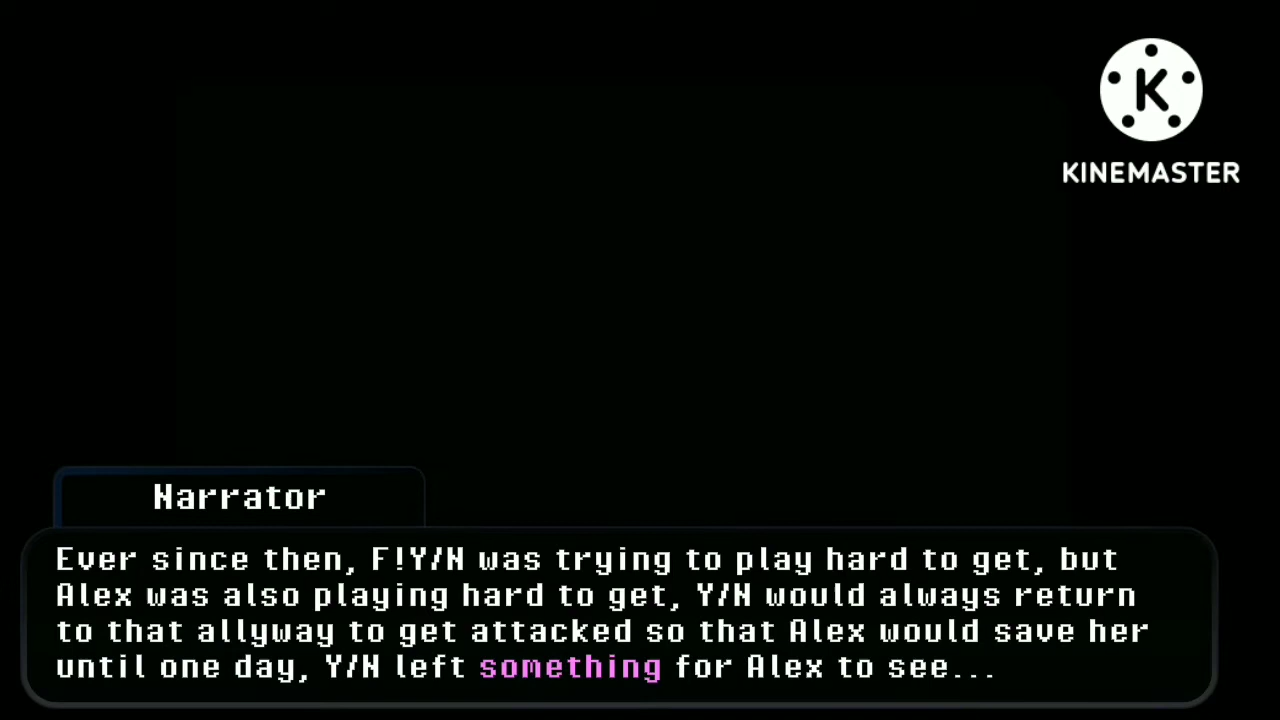 K
KINEMASTER
Narrator
Ever since then, F!Y/N was trying to play hard to get, but
Alex was also playing hard to get, Y/N would always return
to that allyway to get attacked so that Alex would save her
until one day, Y/N left something for Alex to see...